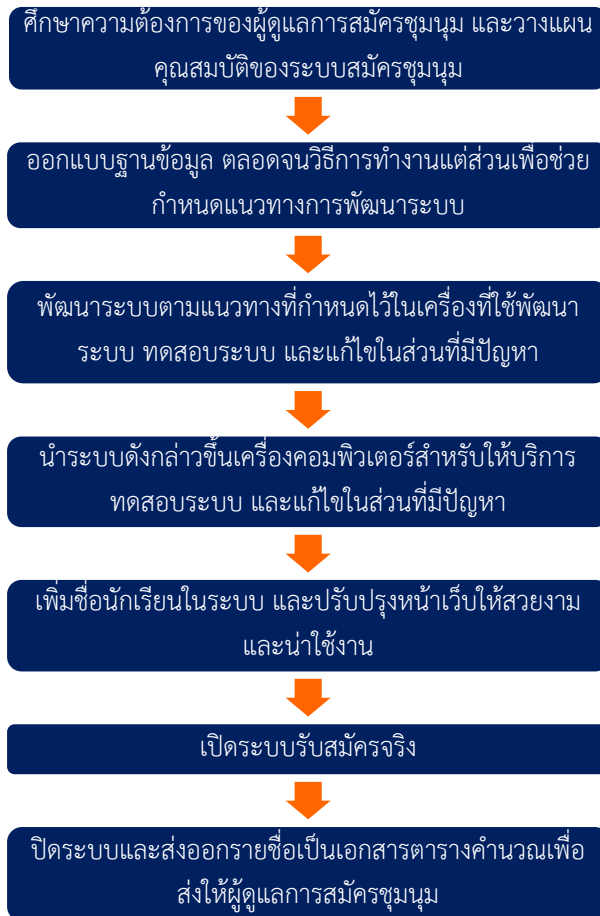 ศึกษาความต้องการของผู้ดูแลการสมัครชุมนุม และวางแผน
คุณสมบัติของระบบสมัครชุมนุม
ออกแบบฐานข้อมูล ตลอดจนวิธีการทำงานแต่ส่วนเพื่อช่วย
กำหนดแนวทางการพัฒนาระบบ
พัฒนาระบบตามแนวทางที่กำหนดไว้ในเครื่องที่ใช้พัฒนา
ระบบ ทดสอบระบบ และแก้ไขในส่วนที่มีปัญหา
นำระบบดังกล่าวขึ้นเครื่องคอมพิวเตอร์สำหรับให้บริการ
ทดสอบระบบ และแก้ไขในส่วนที่มีปัญหา
เพิ่มชื่อนักเรียนในระบบ และปรับปรุงหน้าเว็บให้สวยงาม
และน่าใช้งาน
เปิดระบบรับสมัครจริง
ปิดระบบและส่งออกรายชื่อเป็นเอกสารตารางคำนวณเพื่อ
ส่งให้ผู้ดูแลการสมัครชุมนุม